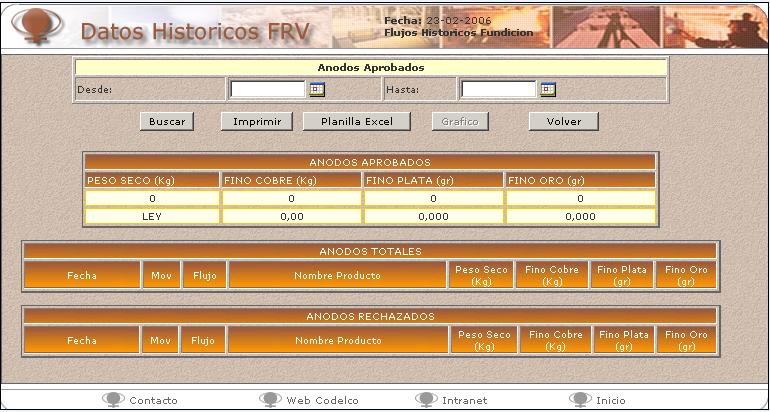 Datos Historicos FRV
Fecha: 23-02-2006
Flujos Historicos Fundicion
Anodos Aprobados
Desde: Hasta:
Buscar Imprimir Planilla Excel Grafico Volver
ANODOS APROBADOS
PESO SECO (Kg) FINO COBRE (Kg) FINO PLATA (gr) FINO ORO (gr)
0 0 0 0
LEY 0,00 0,000 0,000
ANODOS TOTALES
Fecha Mov Flujo Nombre Producto Peso Seco (Kg) Fino Cobre (Kg) Fino Plata (gr) Fino Oro (gr)
ANODOS RECHAZADOS
Fecha Mov Flujo Nombre Producto Peso Seco (Kg) Fino Cobre (Kg) Fino Plata (gr) Fino Oro (gr)
Contacto Web Codelco Intranet Inicio